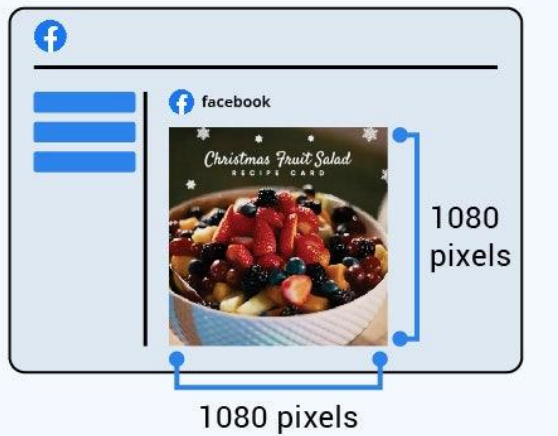 facebook
Christmas Fruit Salad
RECIPE CARD
1080
pixels
1080 pixels